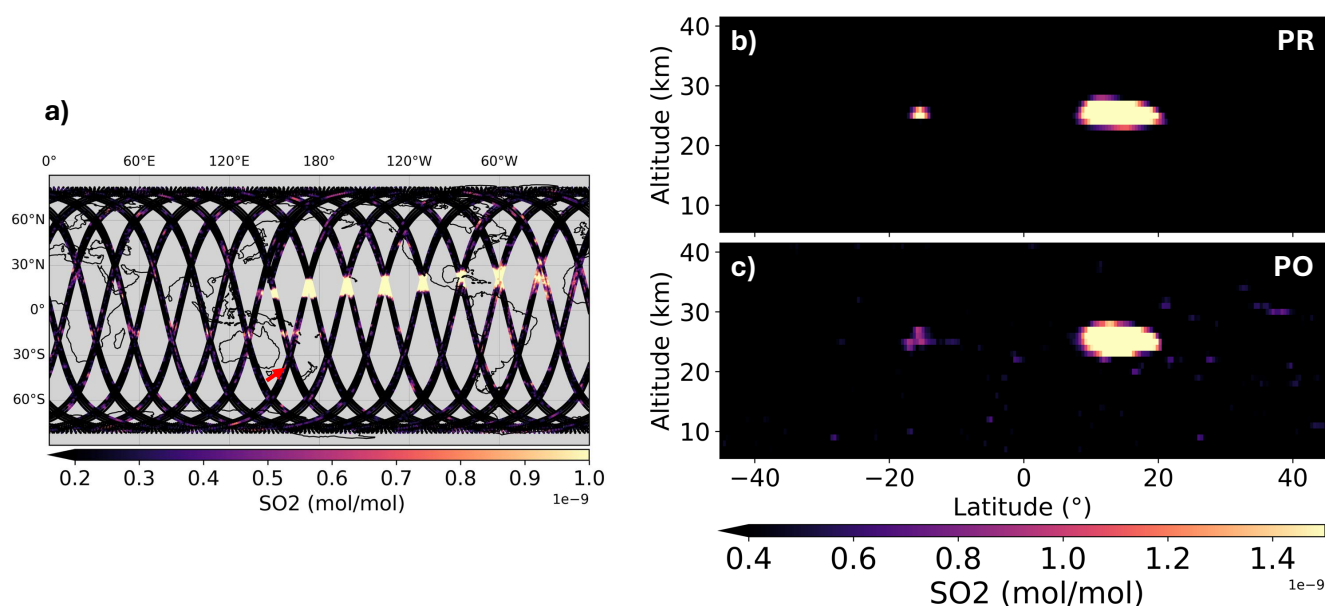 a)
0° 60°E 120°E 180° 120°W 60°W
60°N
30°N
0°
30°S
60°S
0.2 0.3 0.4 0.5 0.6 0.7 0.8 0.9 1.0
SO2 (mol/mol) 1e-9
b) PR
Altitude (km)
40
30
20
10
c) PO
Altitude (km)
40
30
20
10
−40 −20 0 20 40
Latitude (°)
0.4 0.6 0.8 1.0 1.2 1.4
SO2 (mol/mol) 1e-9